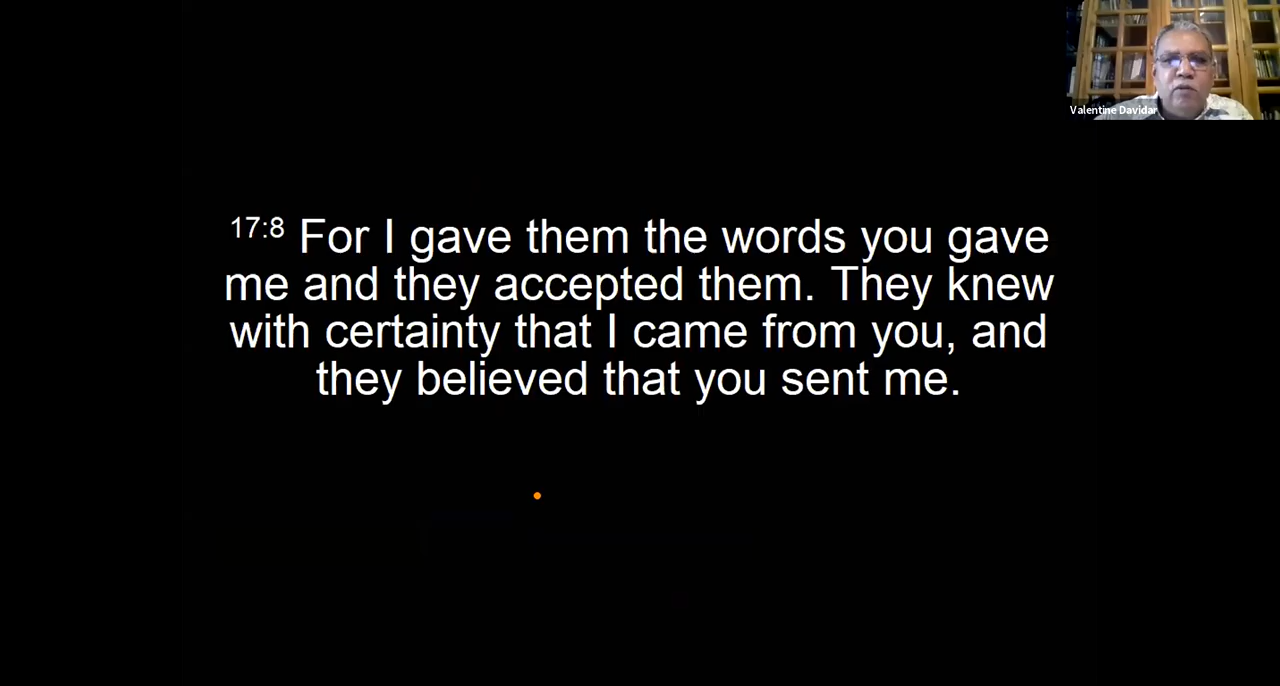 Valentine Davidar
17:8 For I gave them the words you gave
me and they accepted them. They knew
with certainty that I came from you, and
they believed that you sent me.